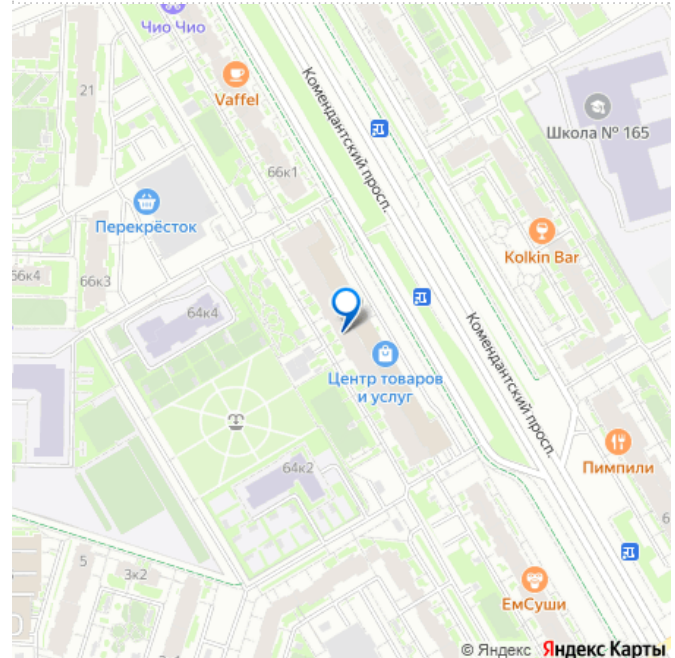 Чио Чио
21
Vaffel
Комендантский просп.
Школа № 165
66к1
Перекрёсток
Kolkin Bar
66к3
64к4
Комендантский просп.
Центр товаров
и услуг
Пимпили
64к2
5
3к2
ЕмСуши
© Яндекс Яндекс Карты